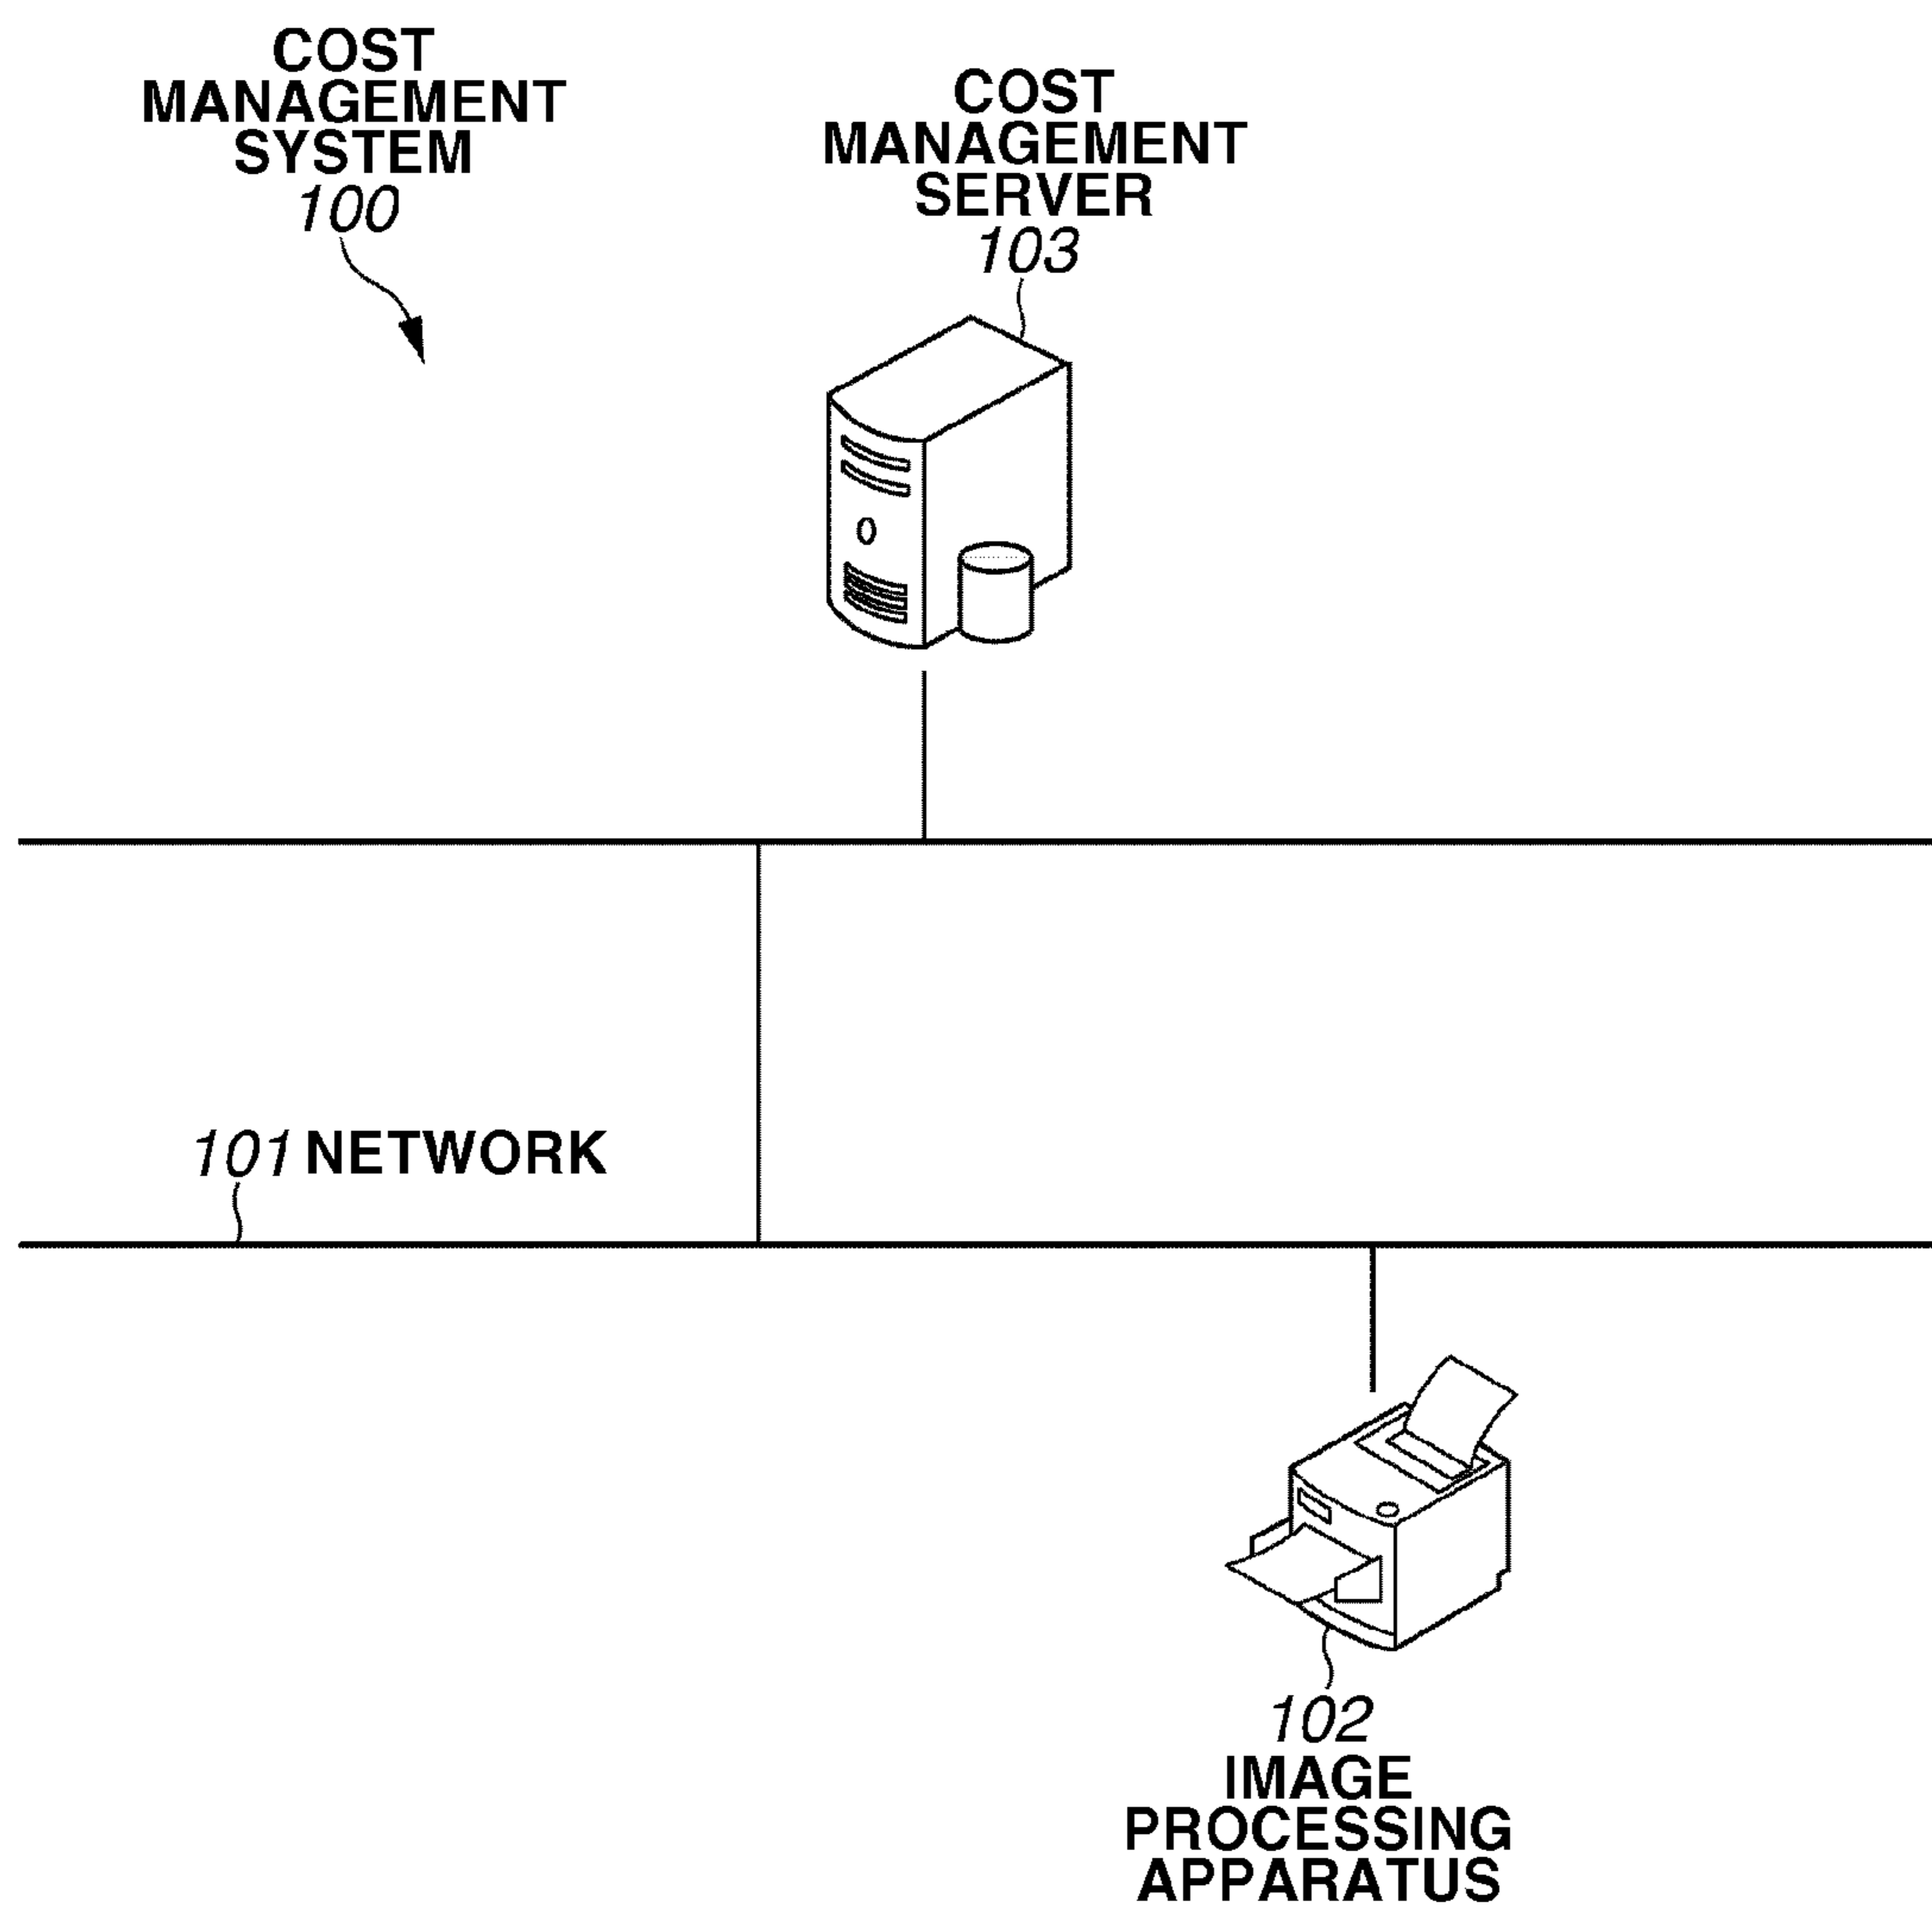 COST
MANAGEMENT
SYSTEM
100
COST
MANAGEMENT
SERVER
103
101 NETWORK
102
IMAGE
PROCESSING
APPARATUS